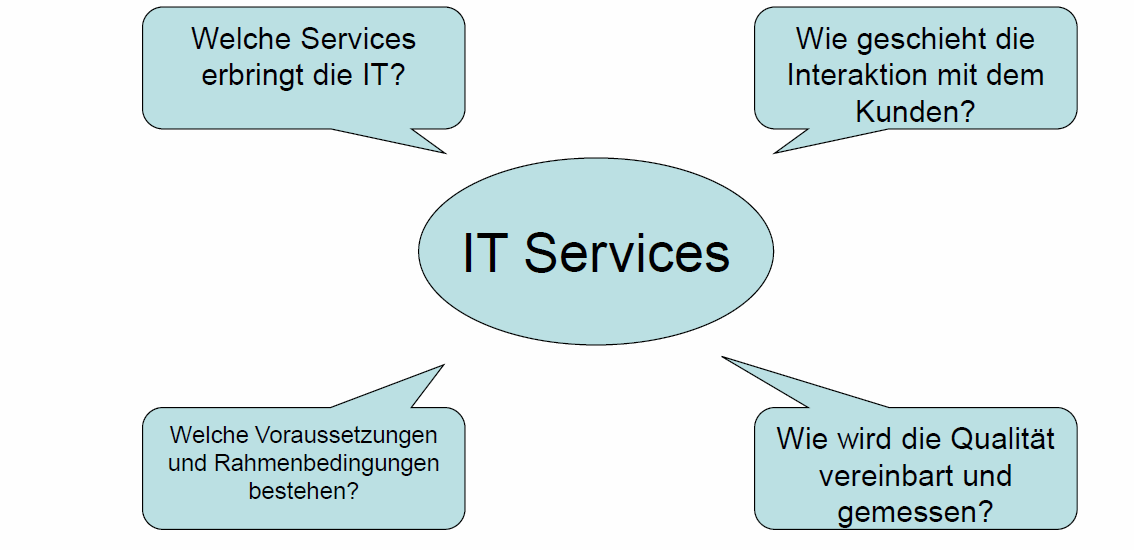 Welche Services
erbringt die IT?
Wie geschieht die
Interaktion mit dem
Kunden?
IT Services
Welche Voraussetzungen
und Rahmenbedingungen
bestehen?
Wie wird die Qualität
vereinbart und
gemessen?